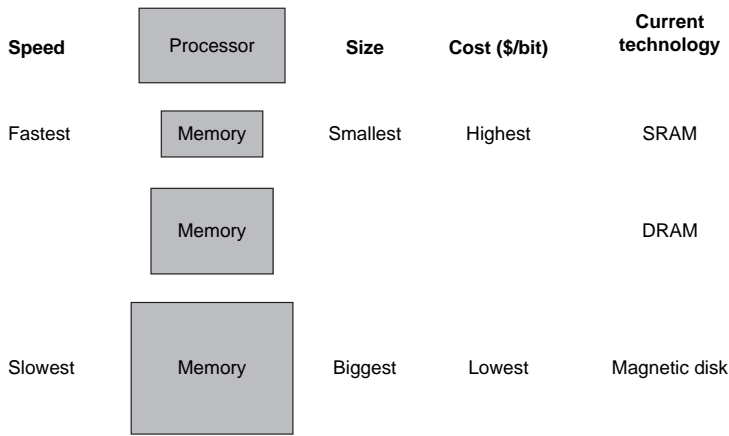 Speed
Processor
Size
Cost ($/bit)
Current
technology
Fastest
Memory
Smallest
Highest
SRAM
Memory
DRAM
Slowest
Memory
Biggest
Lowest
Magnetic disk